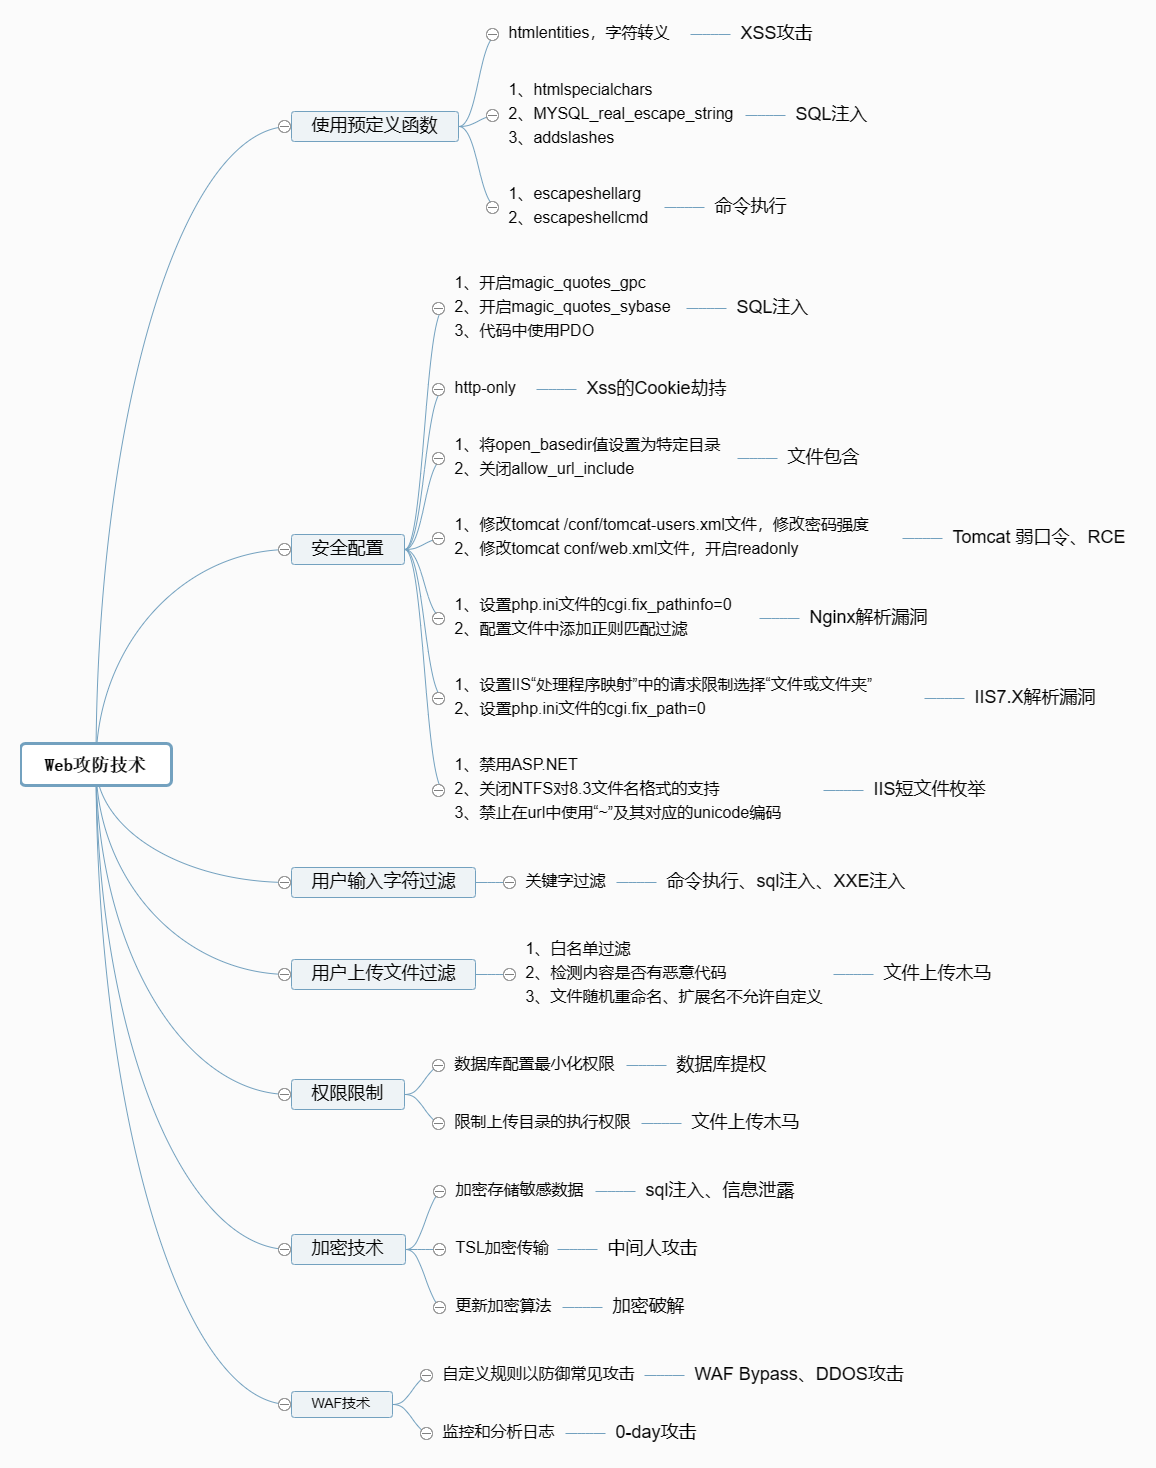 htmlentities，字符转义
XSS攻击
1、htmlspecialchars
2、MYSQL_real_escape_string
3、addslashes
SQL注入
使用预定义函数
1、escapeshellarg
2、escapeshellcmd
命令执行
1、开启magic_quotes_gpc
2、开启magic_quotes_sybase
3、代码中使用PDO
SQL注入
http-only
Xss的Cookie劫持
1、将open_basedir值设置为特定目录
2、关闭allow_url_include
文件包含
安全配置
1、修改tomcat /conf/tomcat-users.xml文件，修改密码强度
2、修改tomcat conf/web.xml文件，开启readonly
Tomcat 弱口令、RCE
1、设置php.ini文件的cgi.fix_pathinfo=0
2、配置文件中添加正则匹配过滤
Nginx解析漏洞
1、设置IIS“处理程序映射”中的请求限制选择“文件或文件夹”
2、设置php.ini文件的cgi.fix_path=0
IIS7.X解析漏洞
Web攻防技术
1、禁用ASP.NET
2、关闭NTFS对8.3文件名格式的支持
3、禁止在url中使用“~”及其对应的unicode编码
IIS短文件枚举
用户输入字符过滤
关键字过滤
命令执行、sql注入、XXE注入
用户上传文件过滤
1、白名单过滤
2、检测内容是否有恶意代码
3、文件随机重命名、扩展名不允许自定义
文件上传木马
权限限制
数据库配置最小化权限
数据库提权
限制上传目录的执行权限
文件上传木马
加密技术
加密存储敏感数据
sql注入、信息泄露
TSL加密传输
中间人攻击
更新加密算法
加密破解
WAF技术
自定义规则以防御常见攻击
WAF Bypass、DDOS攻击
监控和分析日志
0-day攻击